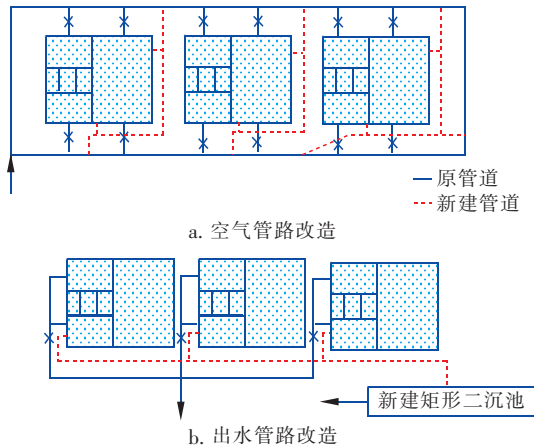 原管道
新建管道
a. 空气管路改造
新建矩形二沉池
b. 出水管路改造